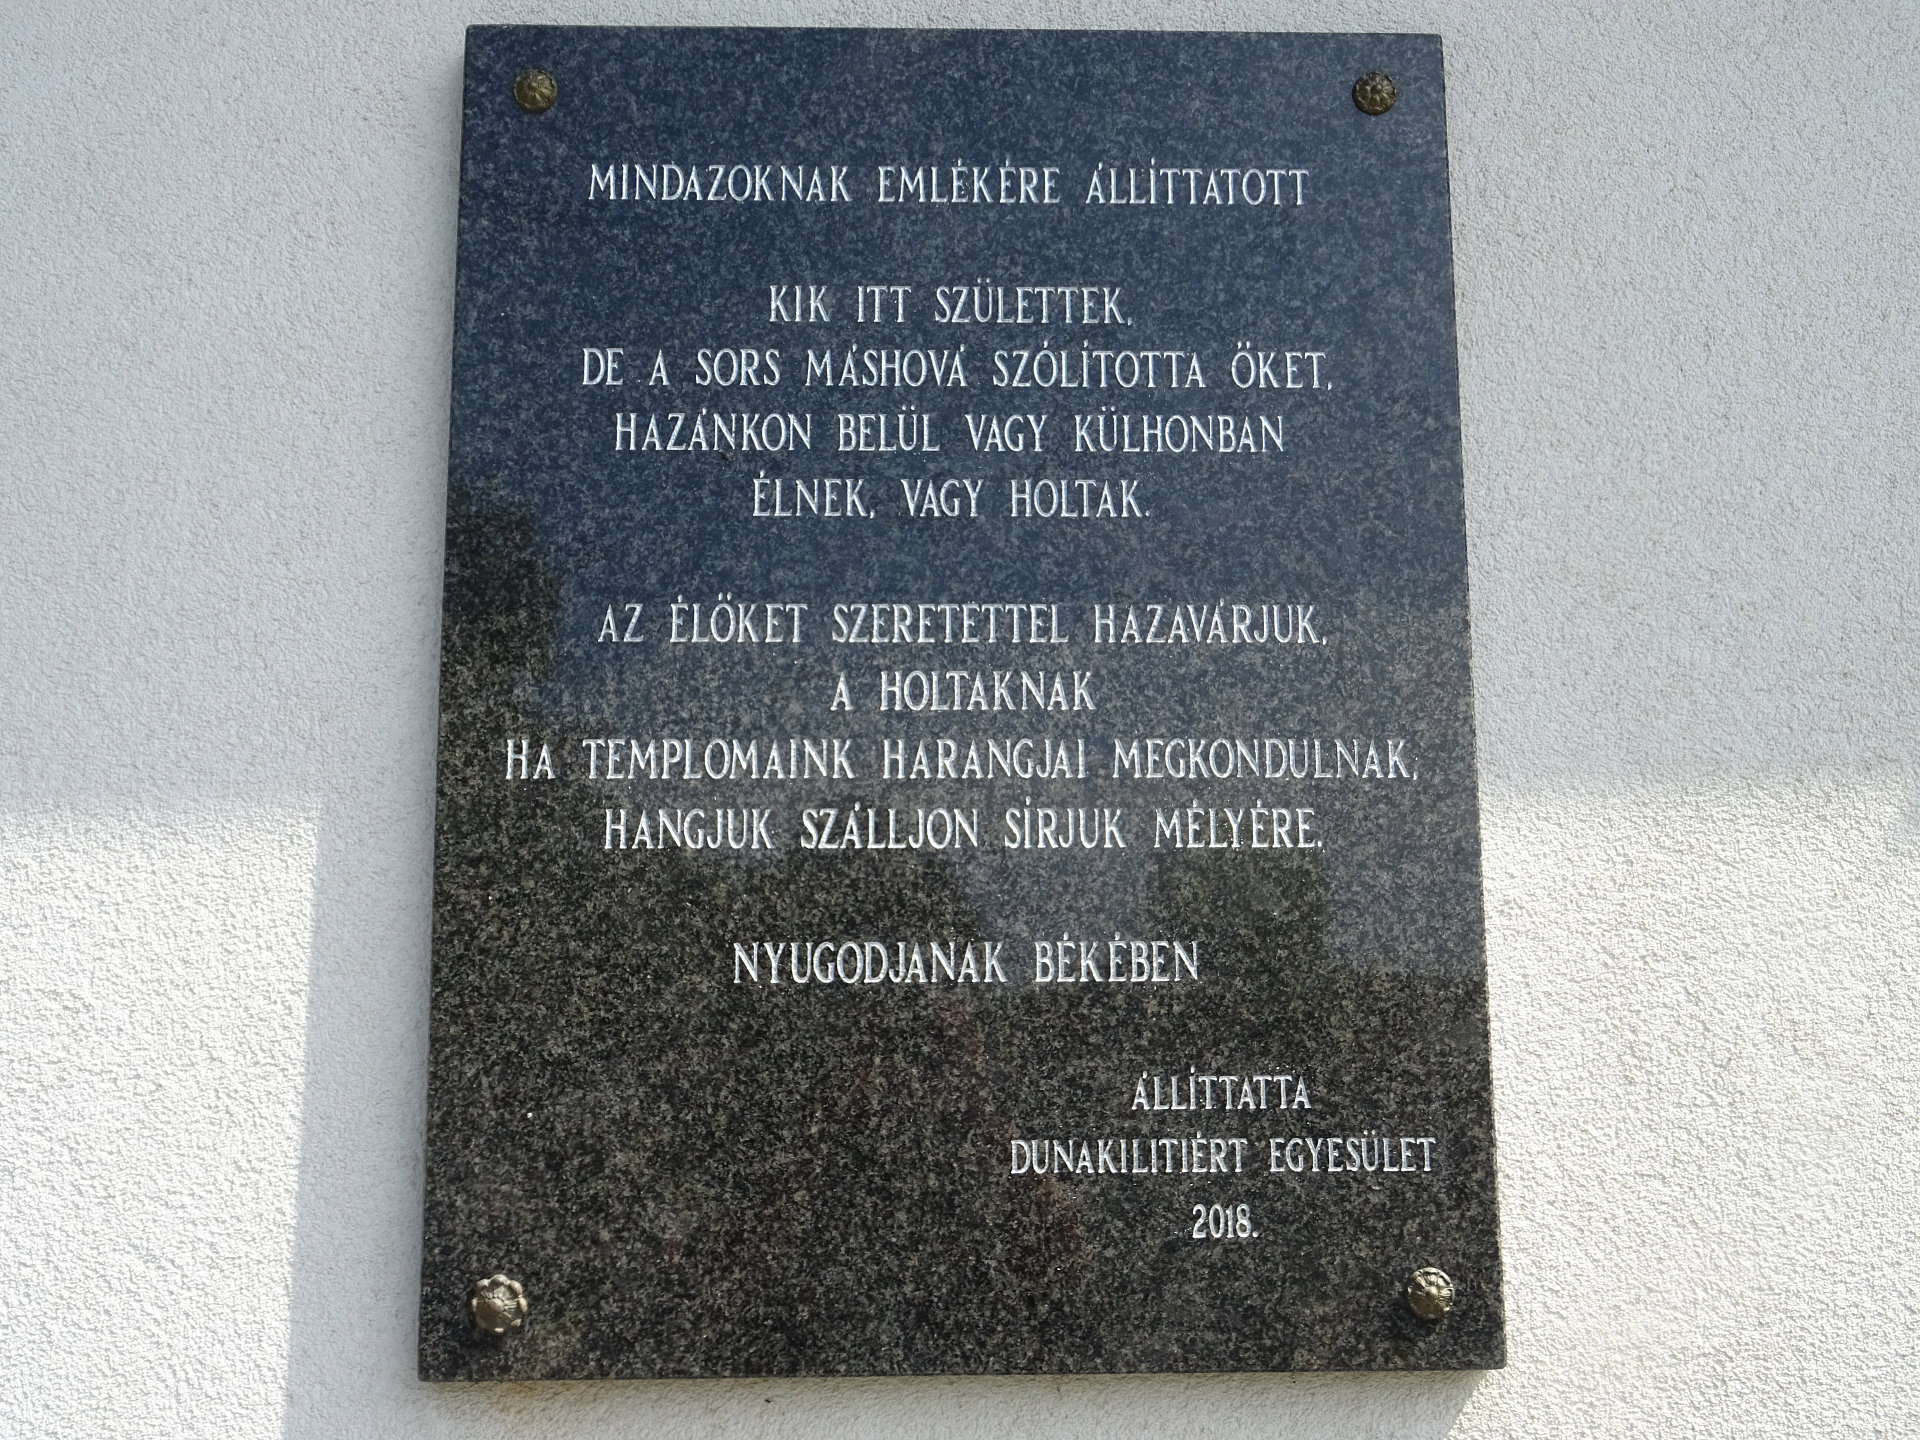 MINDAZOKNAK EMLÉKÉRE ÁLLÍTTATOTT
KIK ITT SZÜLETTEK,
DE A SORS MÁSHOVÁ SZÓLÍTOTTA ŐKET,
HAZÁNKON BELÜL VAGY KÜLHONBAN
ÉLNEK, VAGY HOLTAK.
AZ ÉLŐKET SZERETETTEL HAZAVÁRJUK,
A HOLTAKNAK
HA TEMPLOMAINK HARANGJAI MEGKONDULNAK,
HANGJUK SZÁLLJON SÍRJUK MÉLYÉRE.
NYUGODJANAK BÉKÉBEN
ÁLLÍTTATTA
DUNAKILITIÉRT EGYESÜLET
2018.